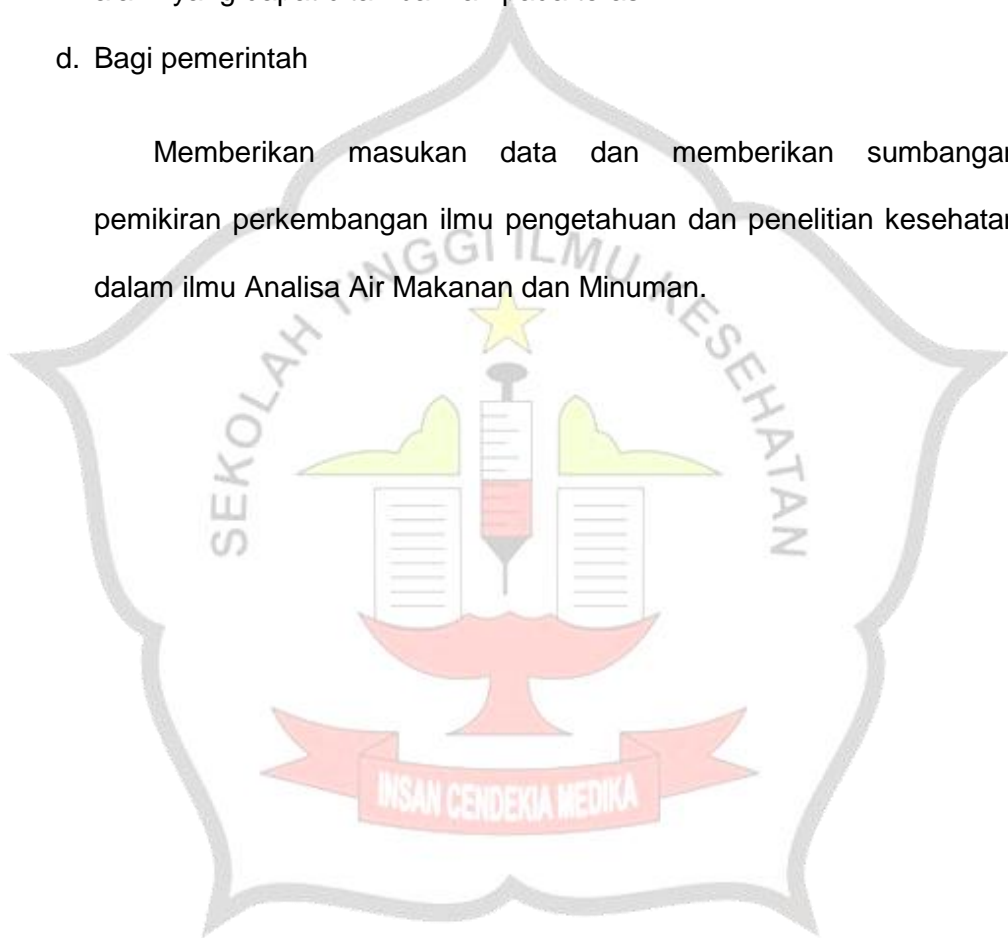 d. Bagi pemerintah
Memberikan masukan data dan memberikan sumbangan
pemikiran perkembangan ilmu pengetahuan dan penelitian kesehatan
dalam ilmu Analisa Air Makanan dan Minuman.
SEKOLAH TINGGI ILMU KESEHATAN
INSAN CENDEKIA MEDIKA